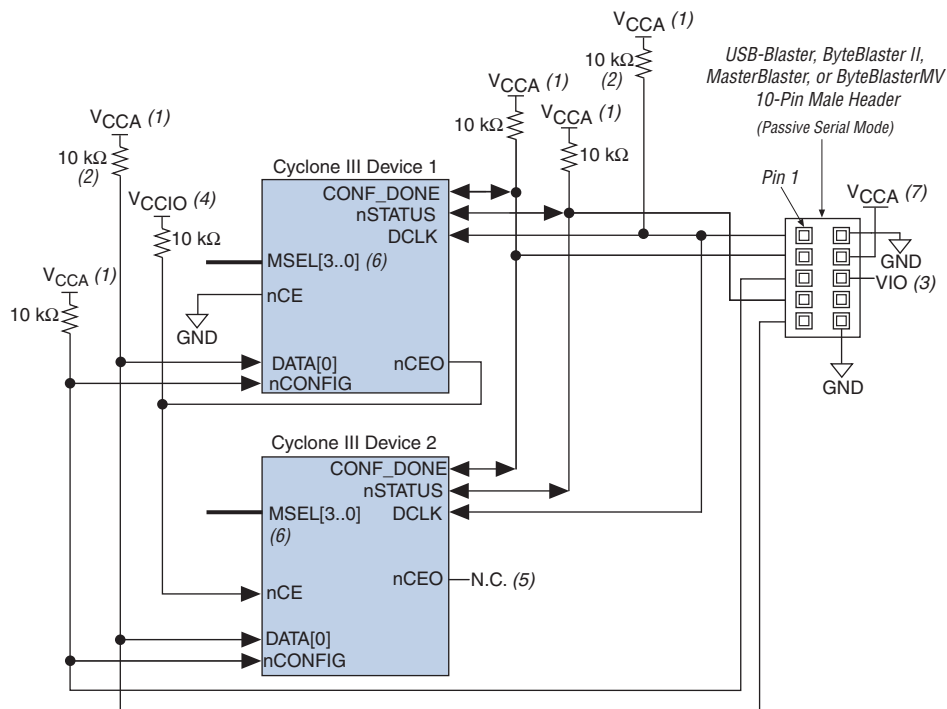 VCCA (1)
10 kΩ
(2)
USB-Blaster, ByteBlaster II,
MasterBlaster, or ByteBlasterMV
10-Pin Male Header
(Passive Serial Mode)
VCCA (1)
10 kΩ
VCCA (1)
10 kΩ
VCCA (1)
10 kΩ
(2)
Cyclone III Device 1
CONF_DONE
nSTATUS
DCLK
MSEL[3..0] (6)
nCE
GND
DATA[0]
nCEO
nCONFIG
Pin 1
VCCA (7)
GND
VIO (3)
GND
VCCIO (4)
10 kΩ
VCCA (1)
10 kΩ
Cyclone III Device 2
CONF_DONE
nSTATUS
MSEL[3..0]
(6)
DCLK
nCEO
N.C. (5)
nCE
DATA[0]
nCONFIG